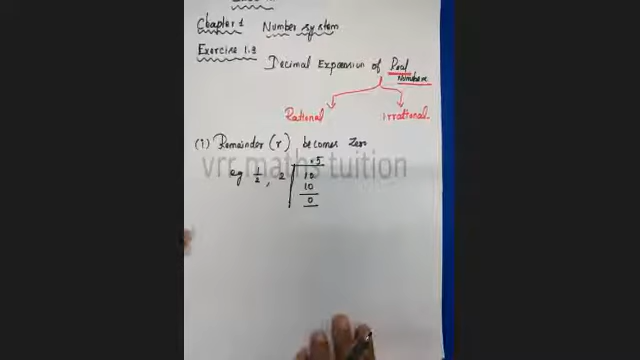 Chapter 1 Number system
Exercise 1.3
Decimal Expansion of Real
Numbers
Rational Irrational
(1) Remainder (r) becomes Zero
vrr maths tuition
eg 1/2, 2 10 .5
10
0